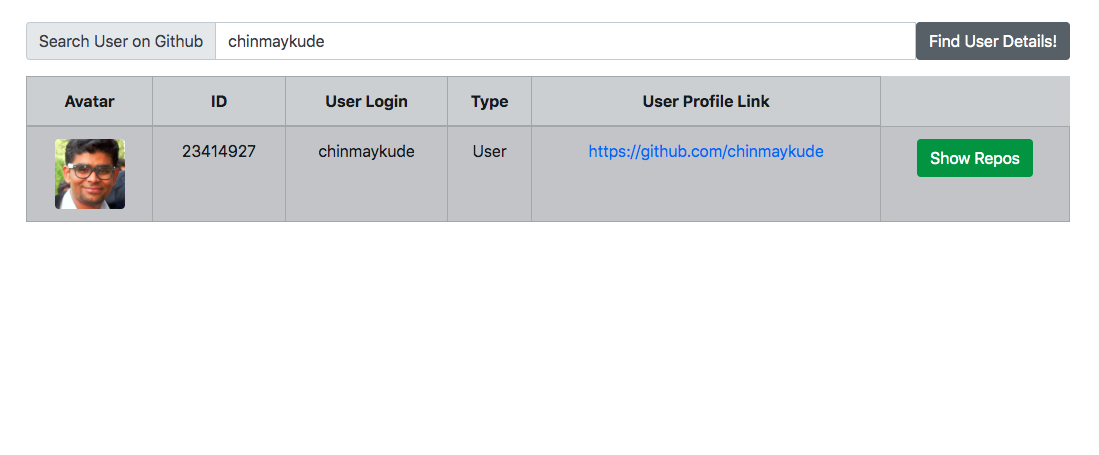 Search User on Github chinmaykude Find User Details!
Avatar ID User Login Type User Profile Link
23414927 chinmaykude User https://github.com/chinmaykude Show Repos